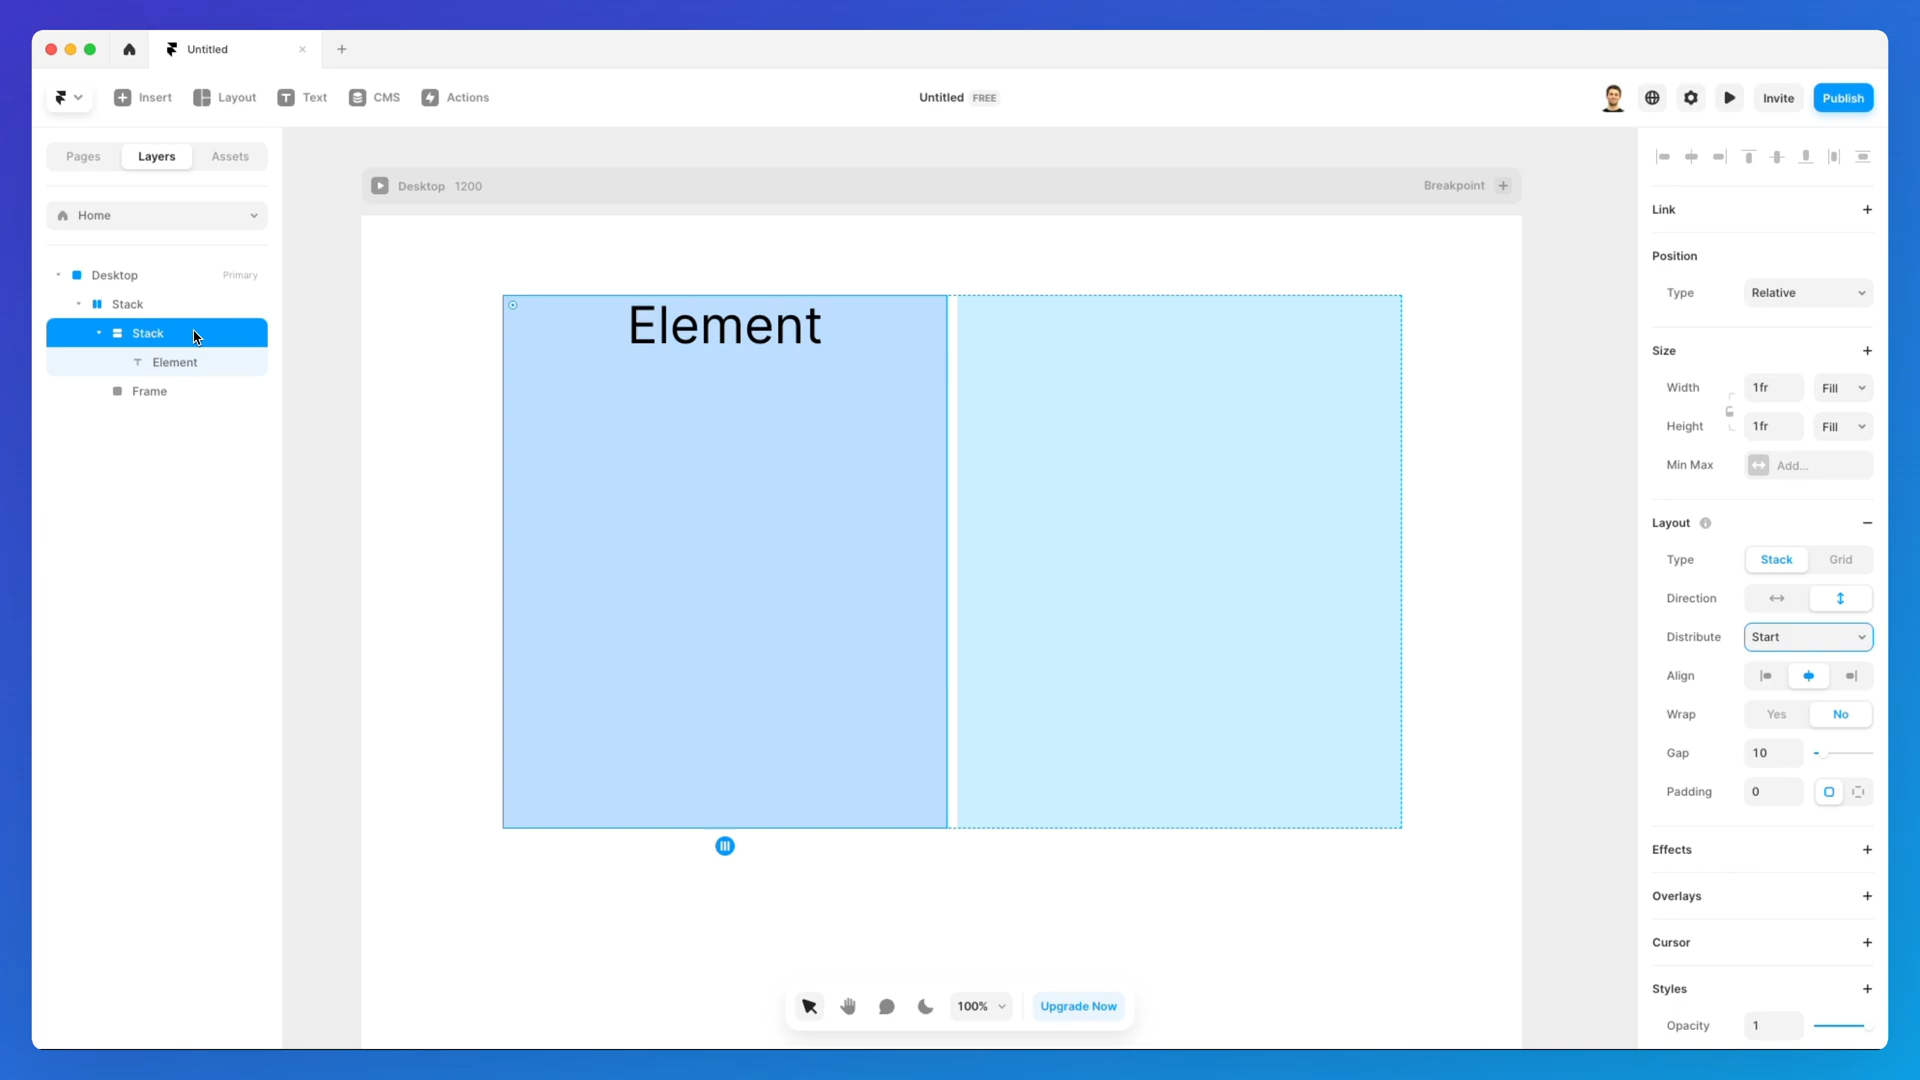 Untitled
Insert
Layout
Text
CMS
Actions
Untitled FREE
Invite
Publish
Pages
Layers
Assets
Home
Desktop Primary
Stack
Stack
Element
Frame
Desktop 1200
Breakpoint
Element
100%
Upgrade Now
Link
Position
Type Relative
Size
Width 1fr Fill
Height 1fr Fill
Min Max Add...
Layout
Type Stack Grid
Direction
Distribute Start
Align
Wrap Yes No
Gap 10
Padding 0
Effects
Overlays
Cursor
Styles
Opacity 1